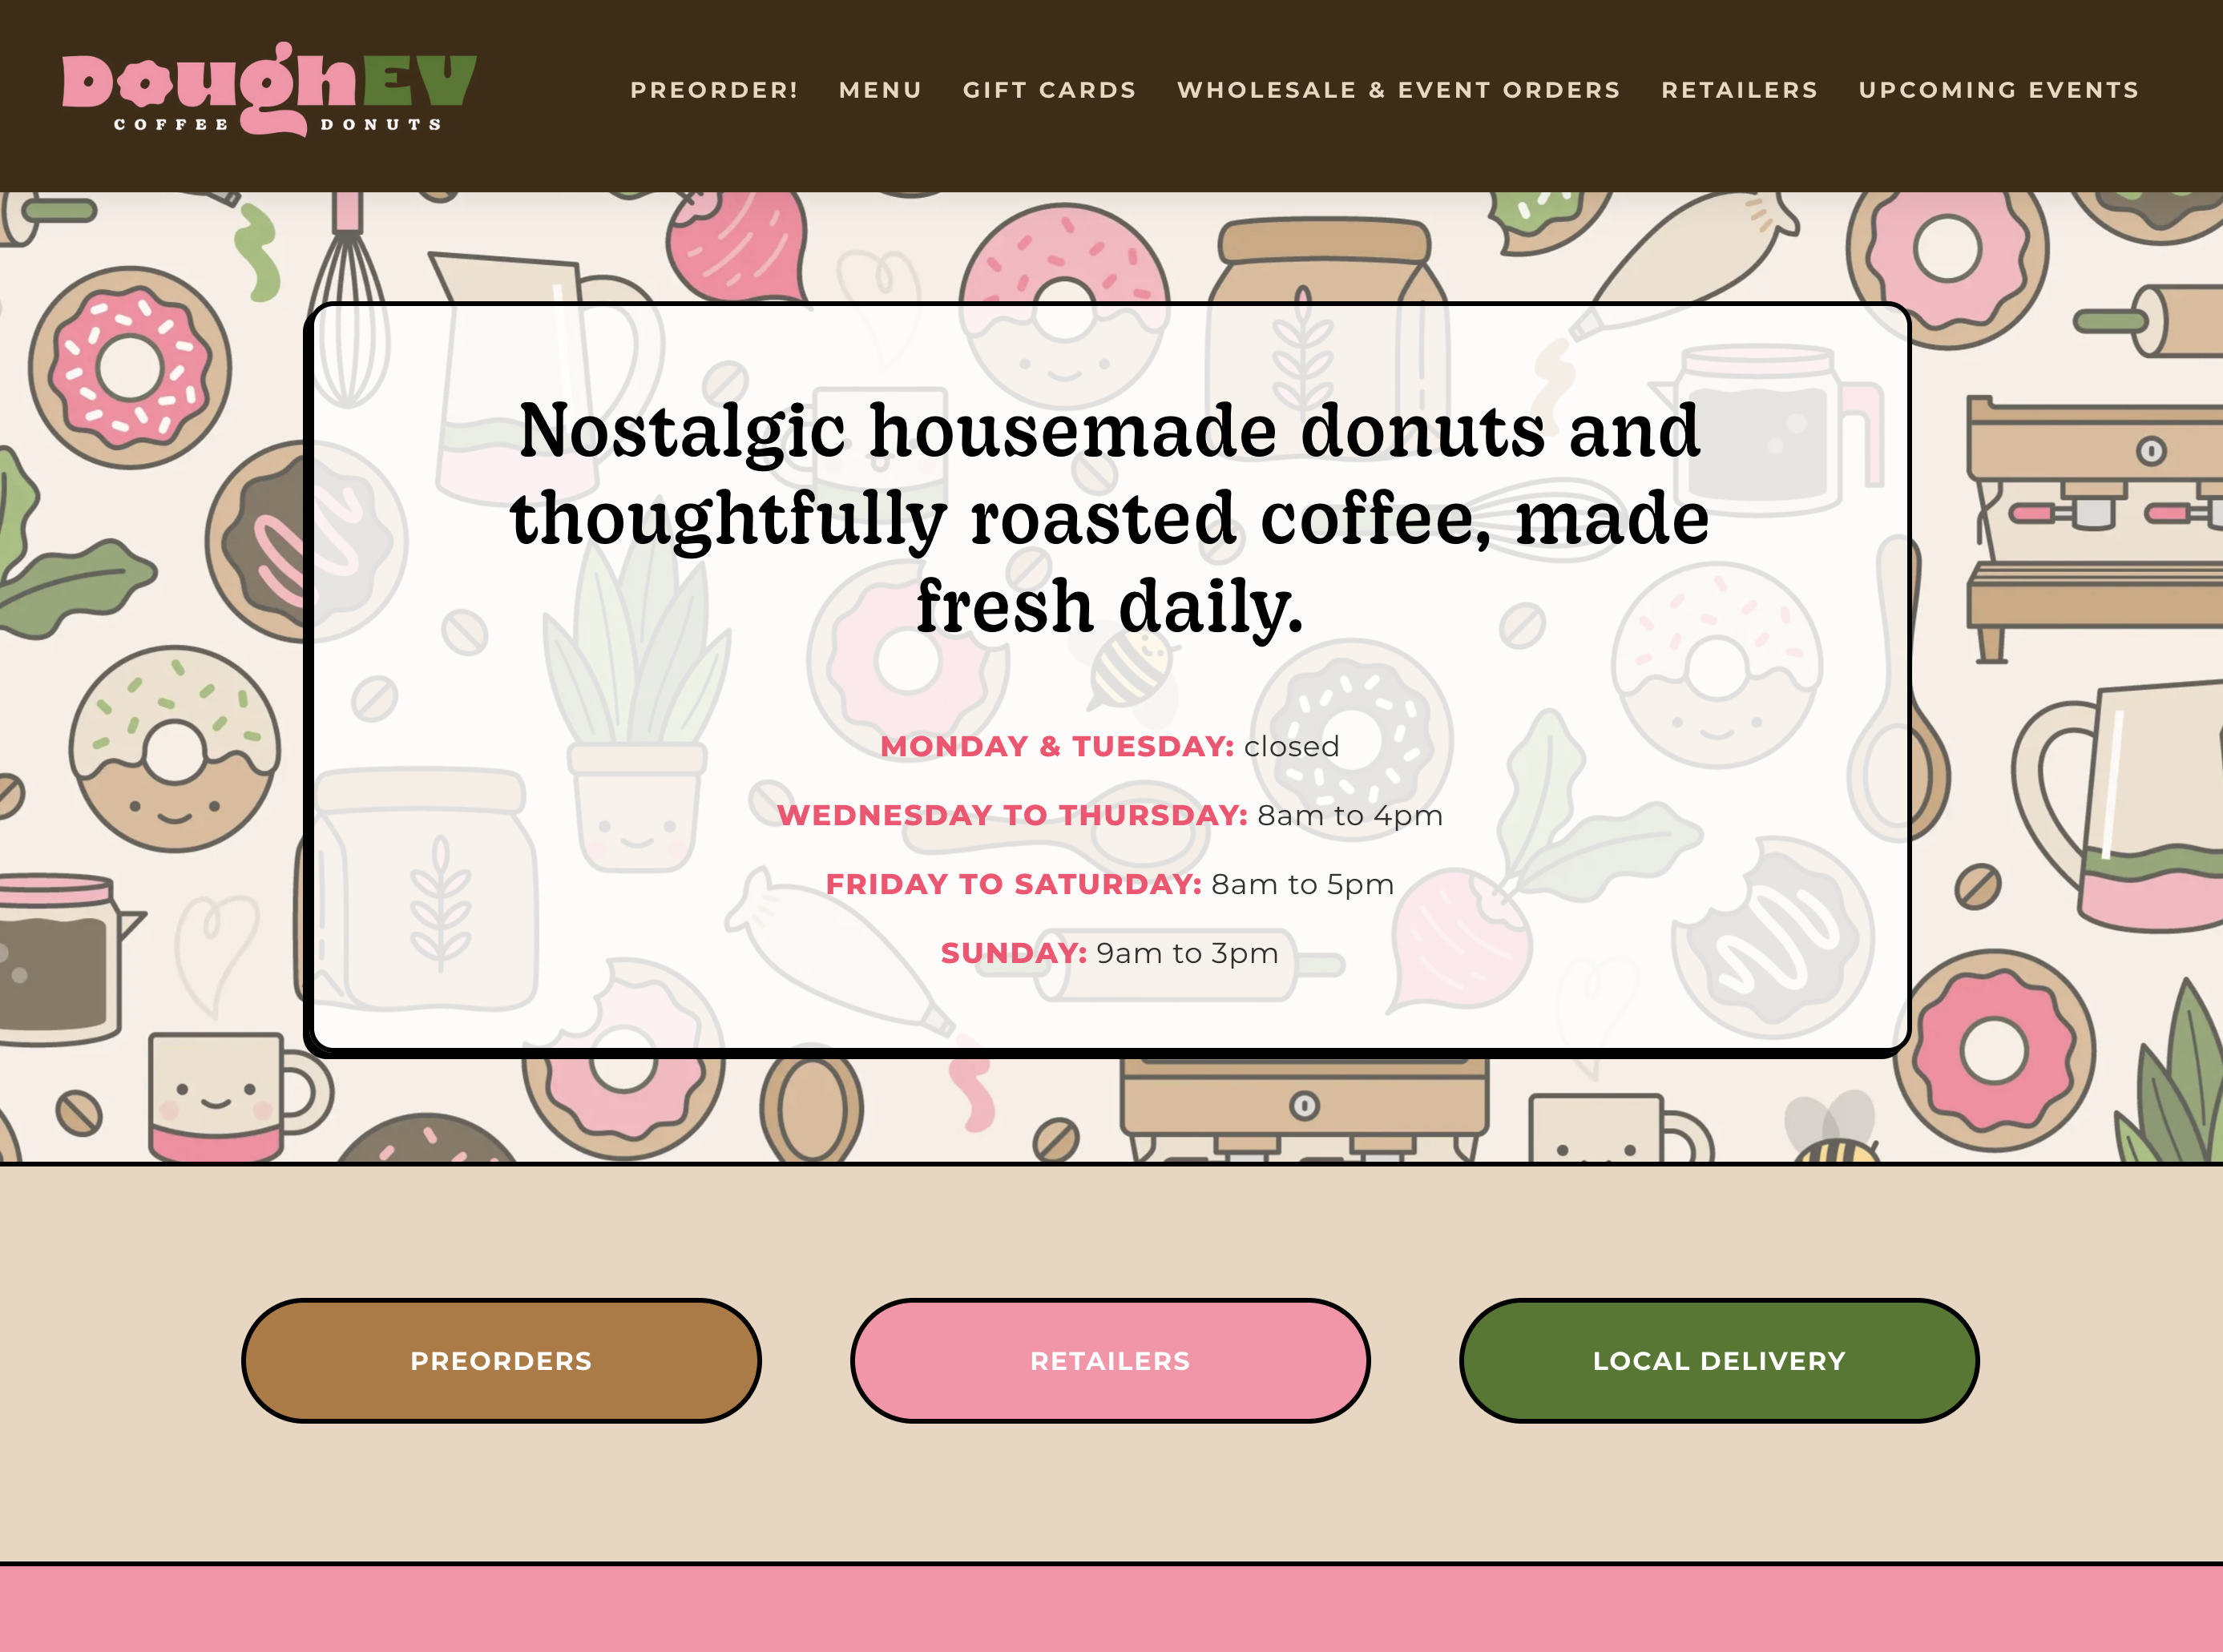 DoughEV
COFFEE DONUTS
PREORDER! MENU GIFT CARDS WHOLESALE & EVENT ORDERS RETAILERS UPCOMING EVENTS
Nostalgic housemade donuts and
thoughtfully roasted coffee, made
fresh daily.
MONDAY & TUESDAY: closed
WEDNESDAY TO THURSDAY: 8am to 4pm
FRIDAY TO SATURDAY: 8am to 5pm
SUNDAY: 9am to 3pm
PREORDERS
RETAILERS
LOCAL DELIVERY